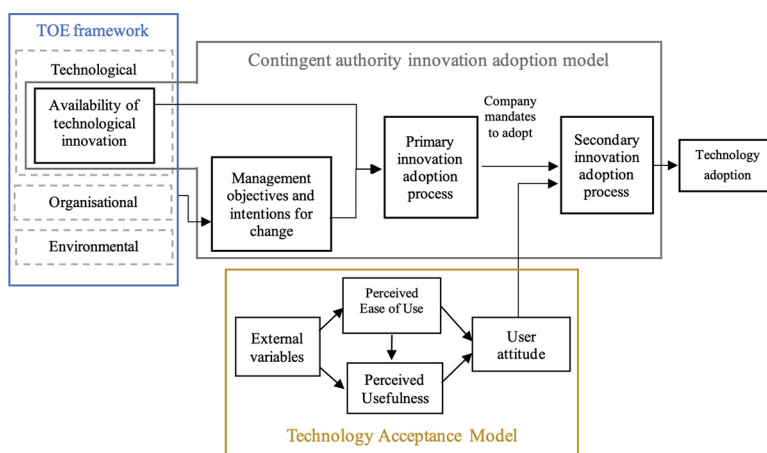 TOE framework
Technological
Availability of
technological
innovation
Organisational
Environmental
Contingent authority innovation adoption model
Management
objectives and
intentions for
change
Primary
innovation
adoption
process
Company
mandates
to adopt
Secondary
innovation
adoption
process
Technology
adoption
External
variables
Perceived
Ease of Use
Perceived
Usefulness
User
attitude
Technology Acceptance Model